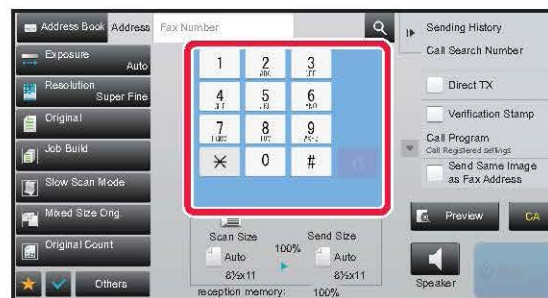 Address Book Address Fax Number
Exposure
Auto
Resolution
Super Fine
Original
Job Build
Slow Scan Mode
Mixed Size Orig.
Original Count
Others
1 2 3
4 5 6
7 8 9
0 #
Scan Size 100% Send Size
Auto Auto
8½x11 8½x11
reception memory: 100%
Sending History
Call Search Number
Direct TX
Verification Stamp
Call Program
Call Registered settings
Send Same Image
as Fax Address
Preview CA
Speaker